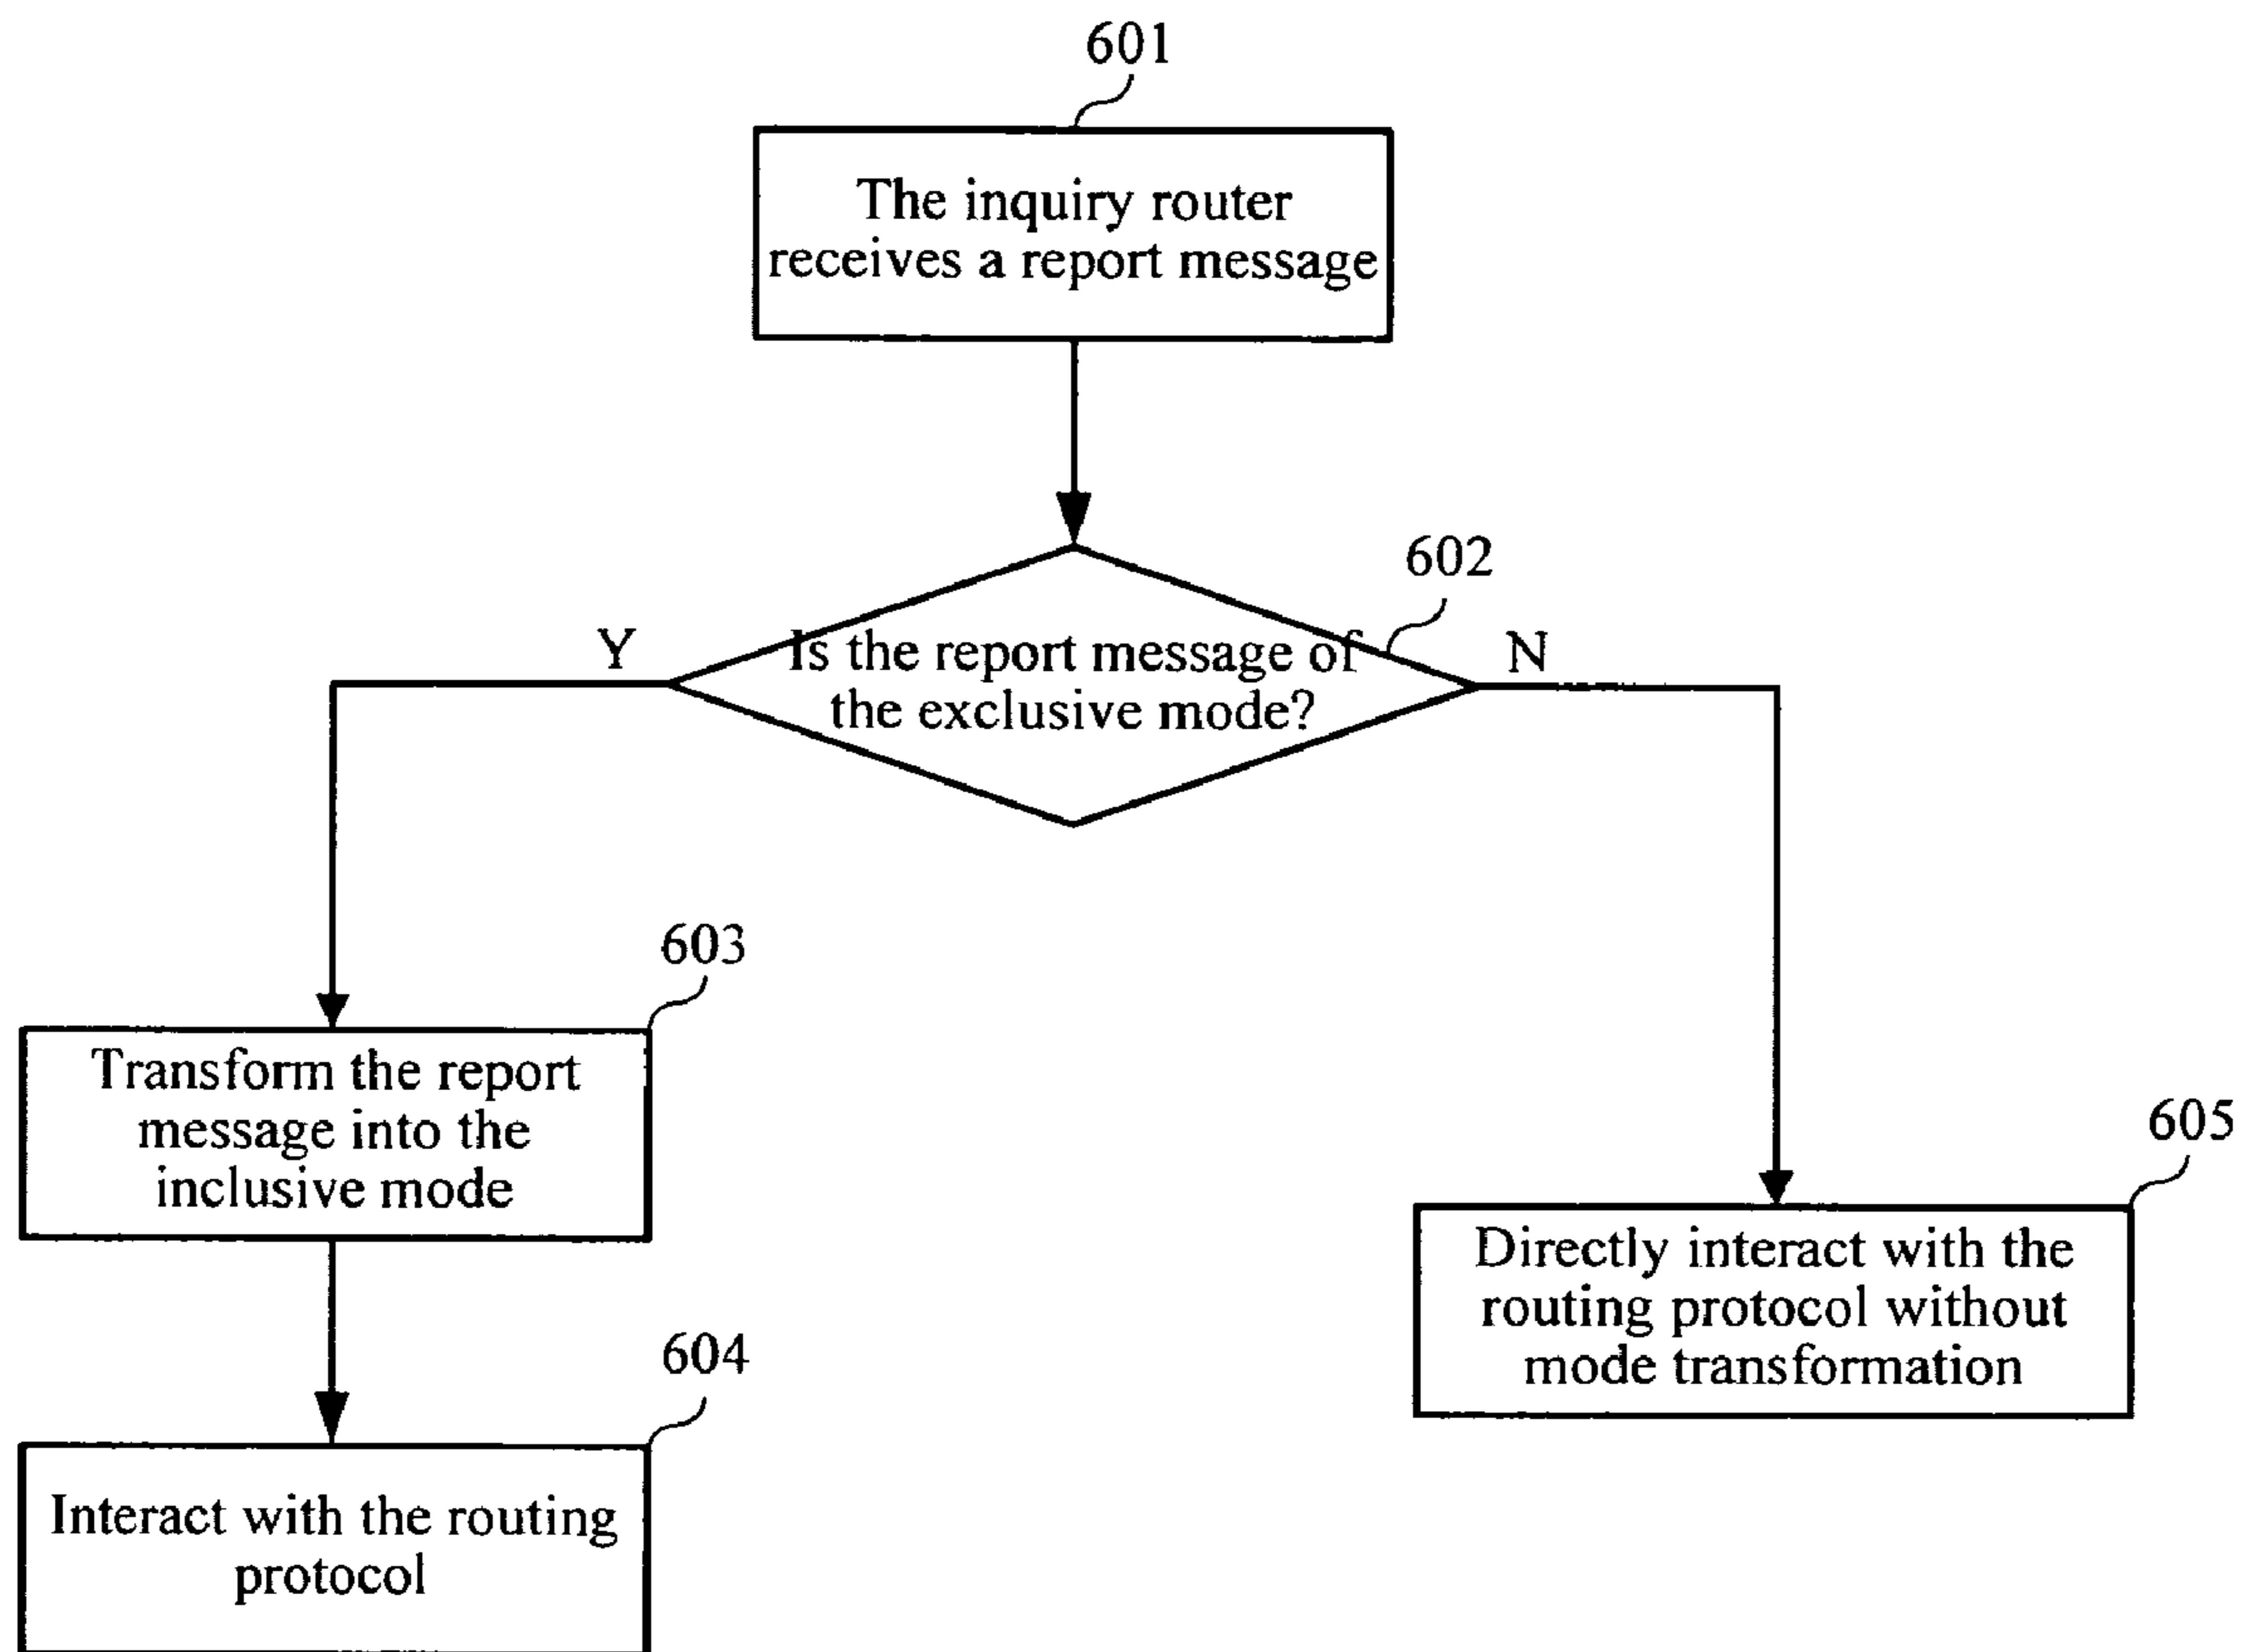 601
The inquiry router
receives a report message
602
Y
Is the report message of
the exclusive mode?
N
603
Transform the report
message into the
inclusive mode
605
Directly interact with the
routing protocol without
mode transformation
604
Interact with the routing
protocol